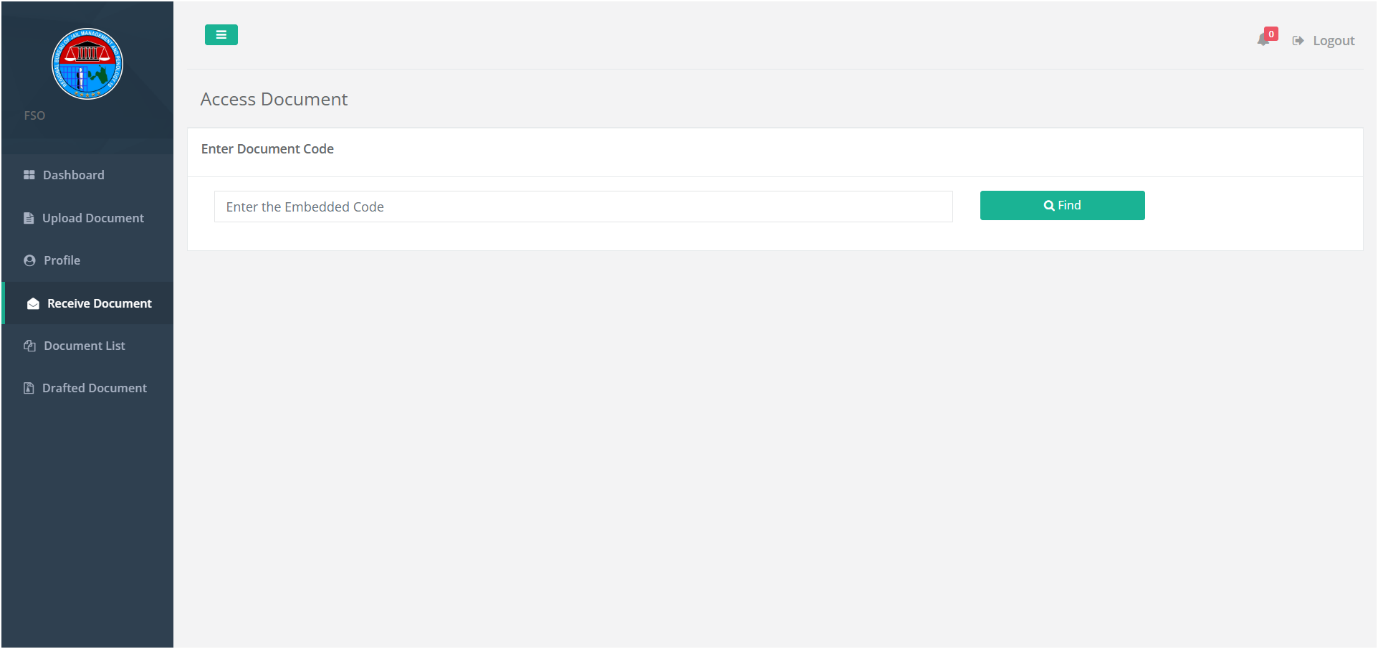 FSO
Dashboard
Upload Document
Profile
Receive Document
Document List
Drafted Document
0
Logout
Access Document
Enter Document Code
Enter the Embedded Code
Find